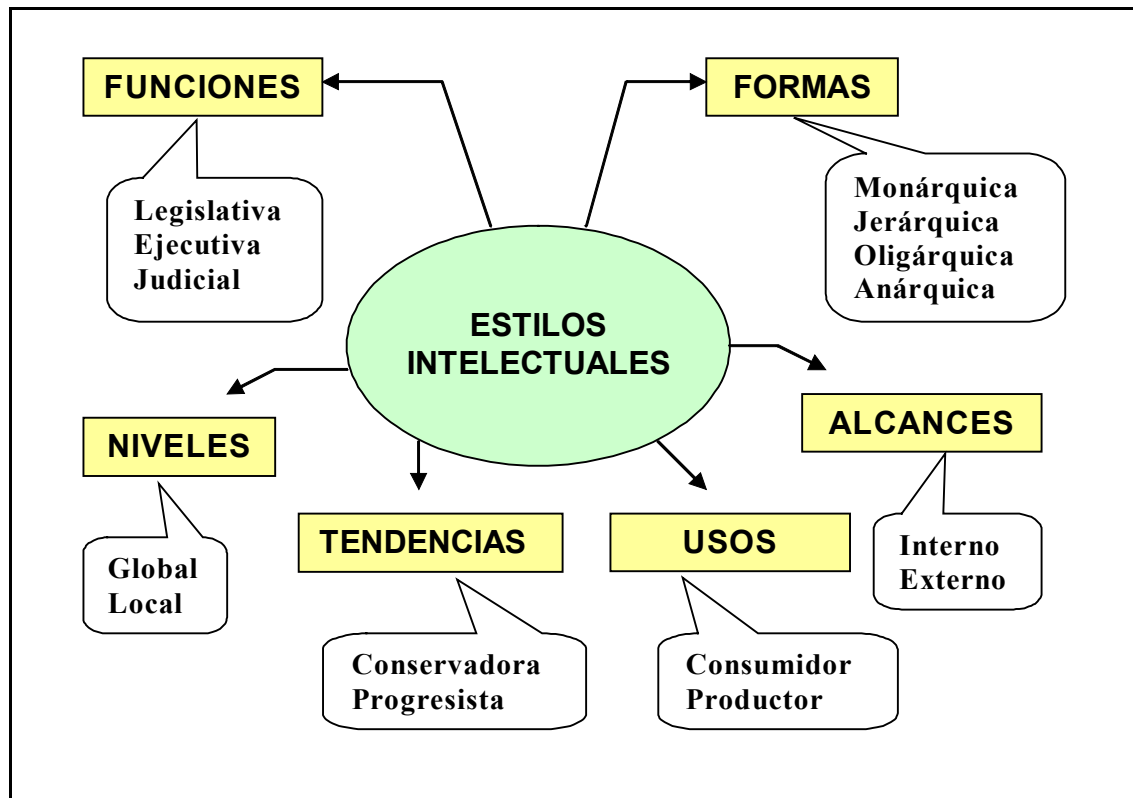 FUNCIONES
Legislativa
Ejecutiva
Judicial
FORMAS
Monárquica
Jerárquica
Oligárquica
Anárquica
ESTILOS
INTELECTUALES
NIVELES
Global
Local
TENDENCIAS
Conservadora
Progresista
USOS
Consumidor
Productor
ALCANCES
Interno
Externo